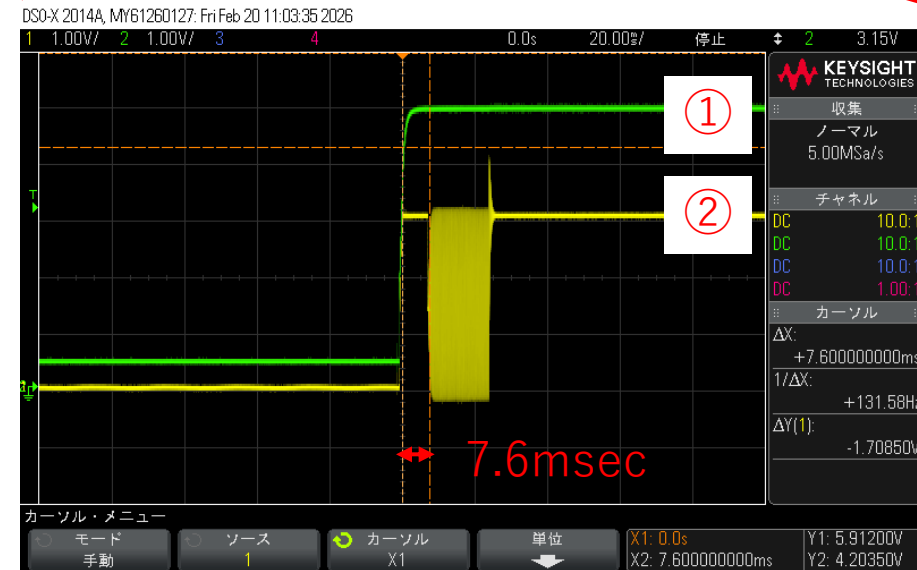 DSO-X 2014A, MY61260127: Fri Feb 20 11:03:35 2026
1 1.00V/ 2 1.00V/ 3 4 0.0s 20.00ms/ 停止 2 3.15V
KEYSIGHT
TECHNOLOGIES
収集
ノーマル
5.00MSa/s
チャネル
DC 10.0:1
DC 10.0:1
DC 10.0:1
DC 1.00:1
カーソル
ΔX:
+7.600000000ms
1/ΔX:
+131.58Hz
ΔY(1):
-1.70850V
①
②
T
7.6msec
カーソル・メニュー
モード
手動
ソース
1
カーソル
X1
単位
X1: 0.0s
X2: 7.600000000ms
Y1: 5.91200V
Y2: 4.20350V